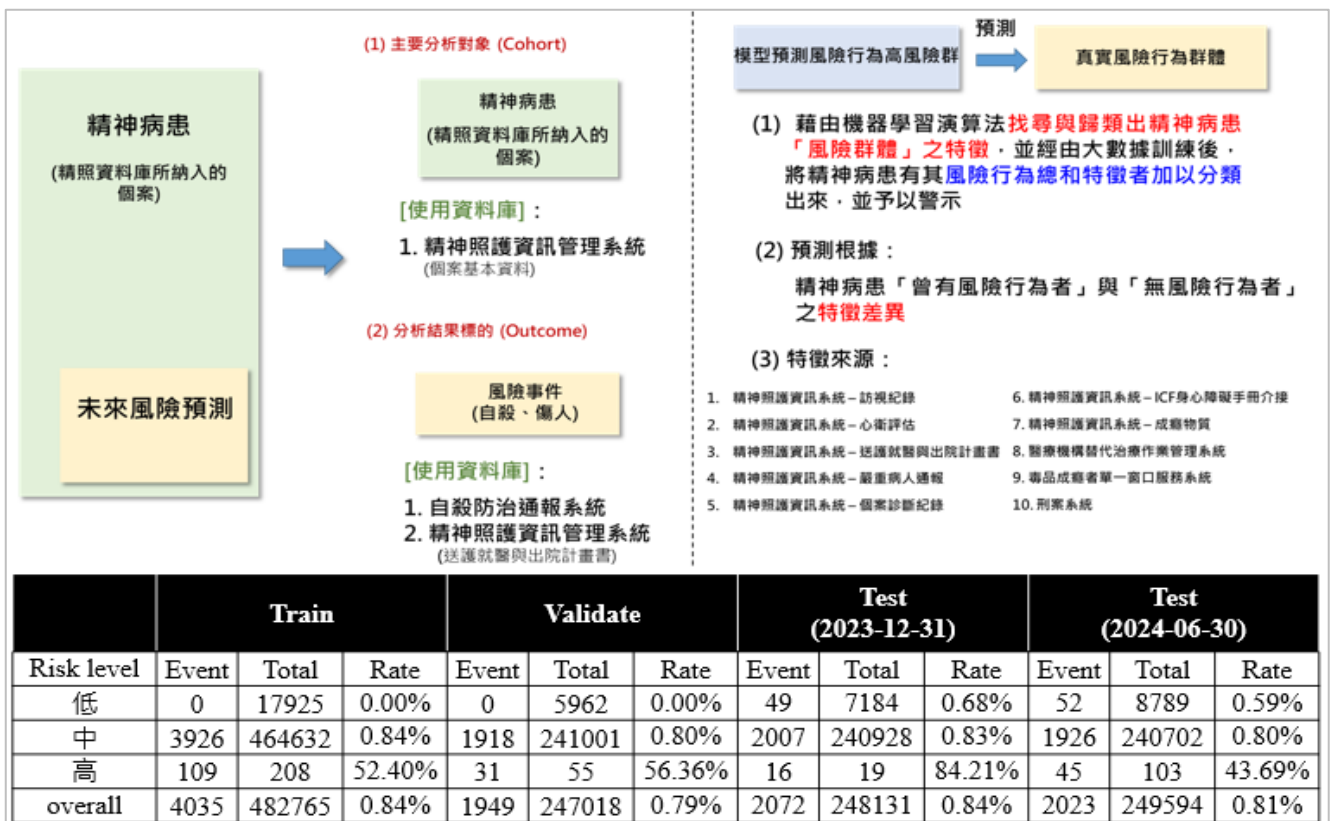 精神病患
(精照資料庫所納入的
個案)
未來風險預測
(1) 主要分析對象 (Cohort)
精神病患
(精照資料庫所納入的
個案)
[使用資料庫]：
1. 精神照護資訊管理系統
(個案基本資料)
(2) 分析結果標的 (Outcome)
風險事件
(自殺、傷人)
[使用資料庫]：
1. 自殺防治通報系統
2. 精神照護資訊管理系統
(送護就醫與出院計畫書)
模型預測風險行為高風險群
預測
真實風險行為群體
(1) 藉由機器學習演算法找尋與歸類出精神病患
「風險群體」之特徵，並經由大數據訓練後，
將精神病患有其風險行為總和特徵者加以分類
出來，並予以警示
(2) 預測根據：
精神病患「曾有風險行為者」與「無風險行為者」
之特徵差異
(3) 特徵來源：
1. 精神照護資訊系統–訪視紀錄
2. 精神照護資訊系統–心衛評估
3. 精神照護資訊系統–送護就醫與出院計畫書
4. 精神照護資訊系統–嚴重病人通報
5. 精神照護資訊系統–個案診斷紀錄
6. 精神照護資訊系統–ICF身心障礙手冊介接
7. 精神照護資訊系統–成癮物質
8. 醫療機構替代治療作業管理系統
9. 毒品成癮者單一窗口服務系統
10. 刑案系統
Train Validate Test (2023-12-31) Test (2024-06-30)
Risk level Event Total Rate Event Total Rate Event Total Rate Event Total Rate
低 0 17925 0.00% 0 5962 0.00% 49 7184 0.68% 52 8789 0.59%
中 3926 464632 0.84% 1918 241001 0.80% 2007 240928 0.83% 1926 240702 0.80%
高 109 208 52.40% 31 55 56.36% 16 19 84.21% 45 103 43.69%
overall 4035 482765 0.84% 1949 247018 0.79% 2072 248131 0.84% 2023 249594 0.81%